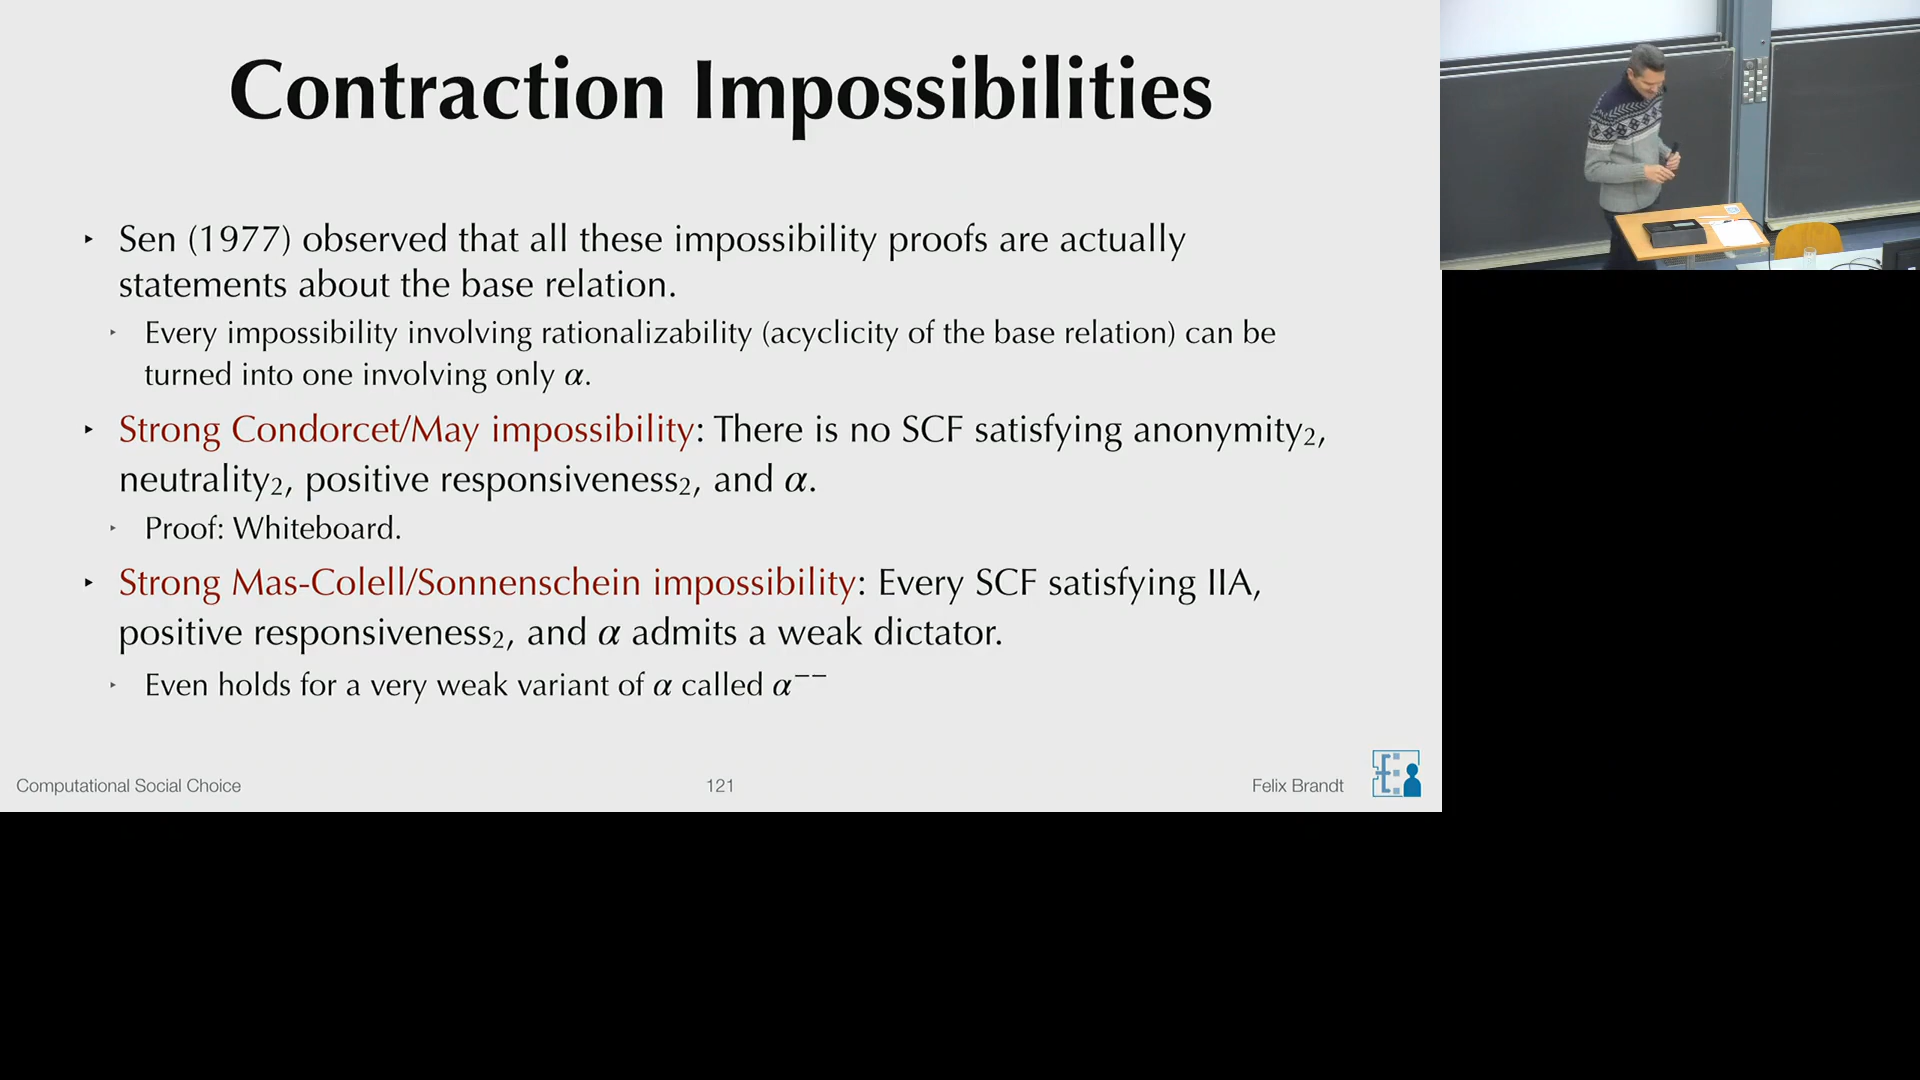 Contraction Impossibilities
‣ Sen (1977) observed that all these impossibility proofs are actually
statements about the base relation.
‣ Every impossibility involving rationalizability (acyclicity of the base relation) can be
turned into one involving only α.
‣ Strong Condorcet/May impossibility: There is no SCF satisfying anonymity₂,
neutrality₂, positive responsiveness₂, and α.
‣ Proof: Whiteboard.
‣ Strong Mas-Colell/Sonnenschein impossibility: Every SCF satisfying IIA,
positive responsiveness₂, and α admits a weak dictator.
‣ Even holds for a very weak variant of α called α⁻⁻
Computational Social Choice
121
Felix Brandt